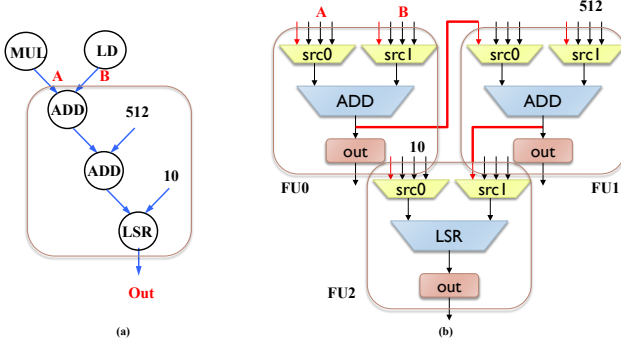 MUL
LD
A
B
ADD
512
ADD
10
LSR
Out
(a)
A
B
512
src0
src1
src0
src1
ADD
ADD
out
out
10
FU0
FU1
src0
src1
LSR
FU2
out
(b)